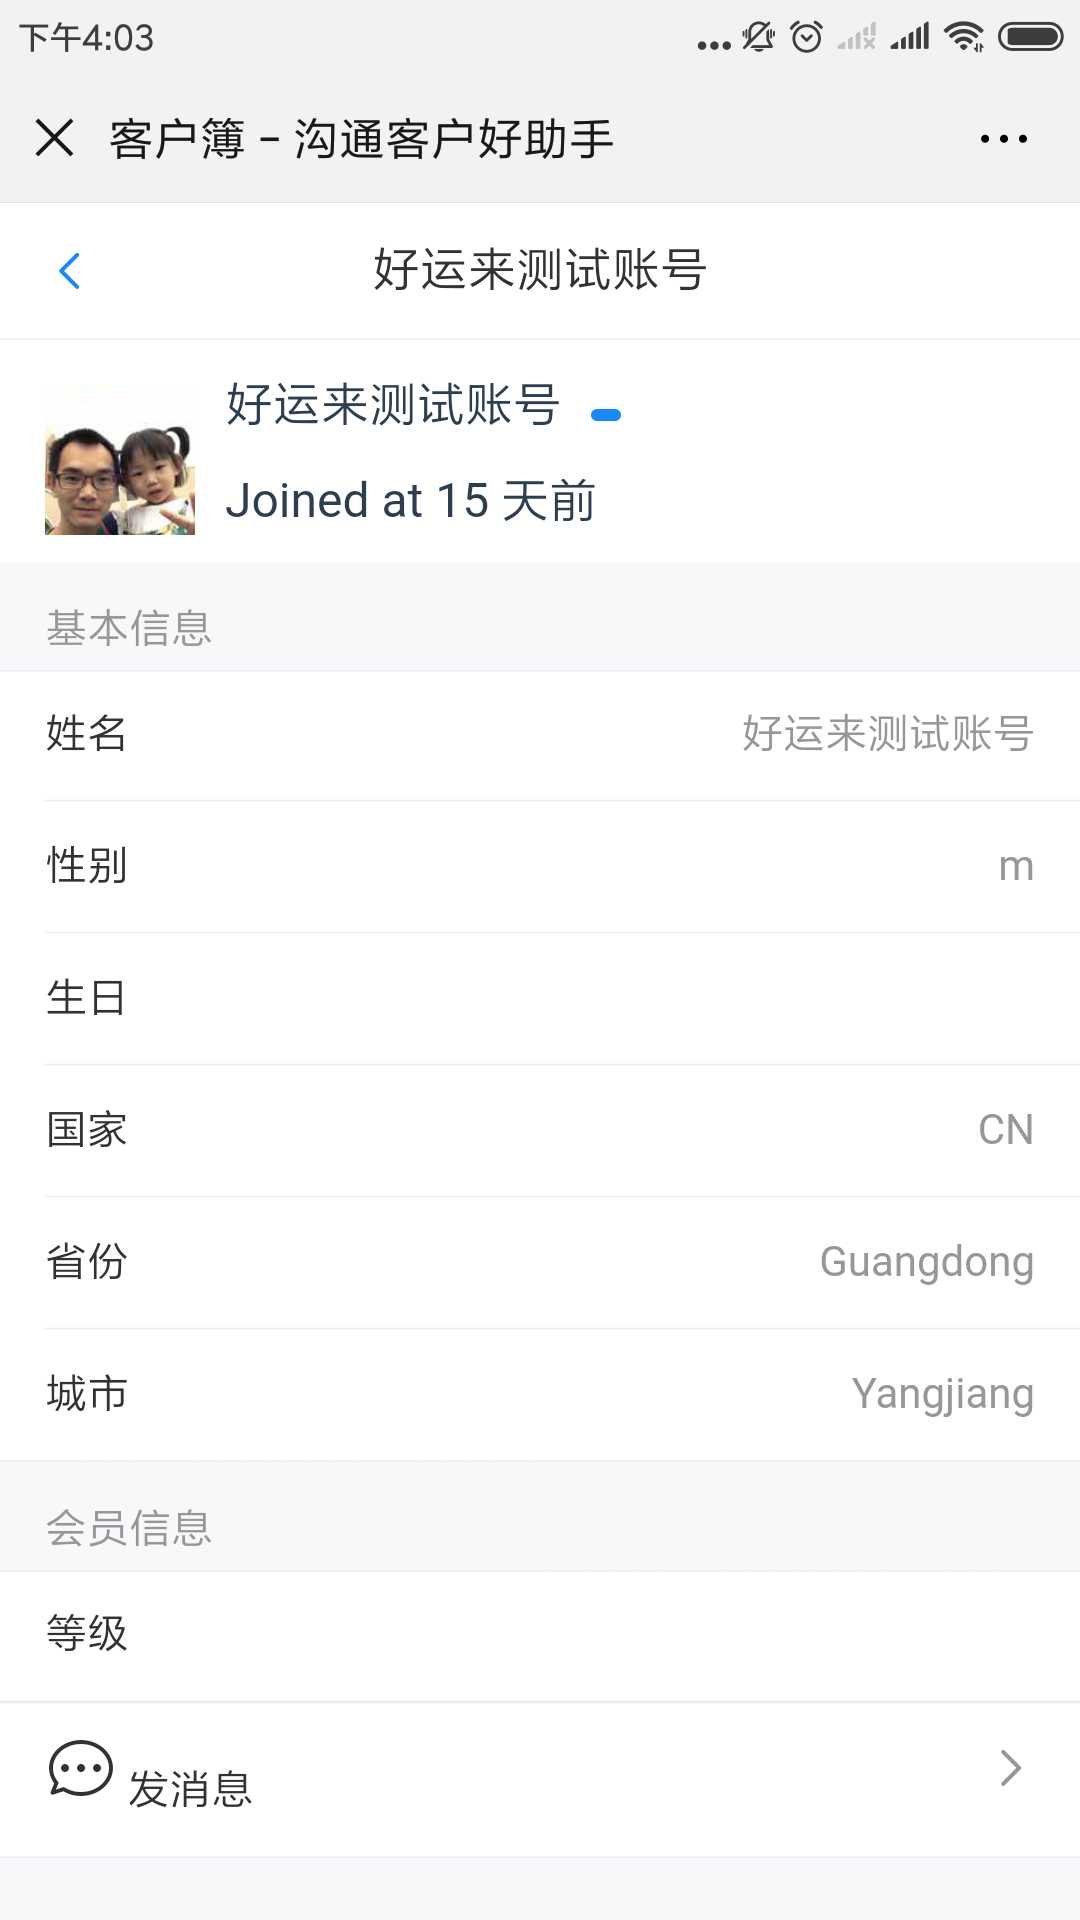 下午4:03
客户簿 – 沟通客户好助手
好运来测试账号
好运来测试账号
Joined at 15 天前
基本信息
姓名 好运来测试账号
性别 m
生日
国家 CN
省份 Guangdong
城市 Yangjiang
会员信息
等级
发消息